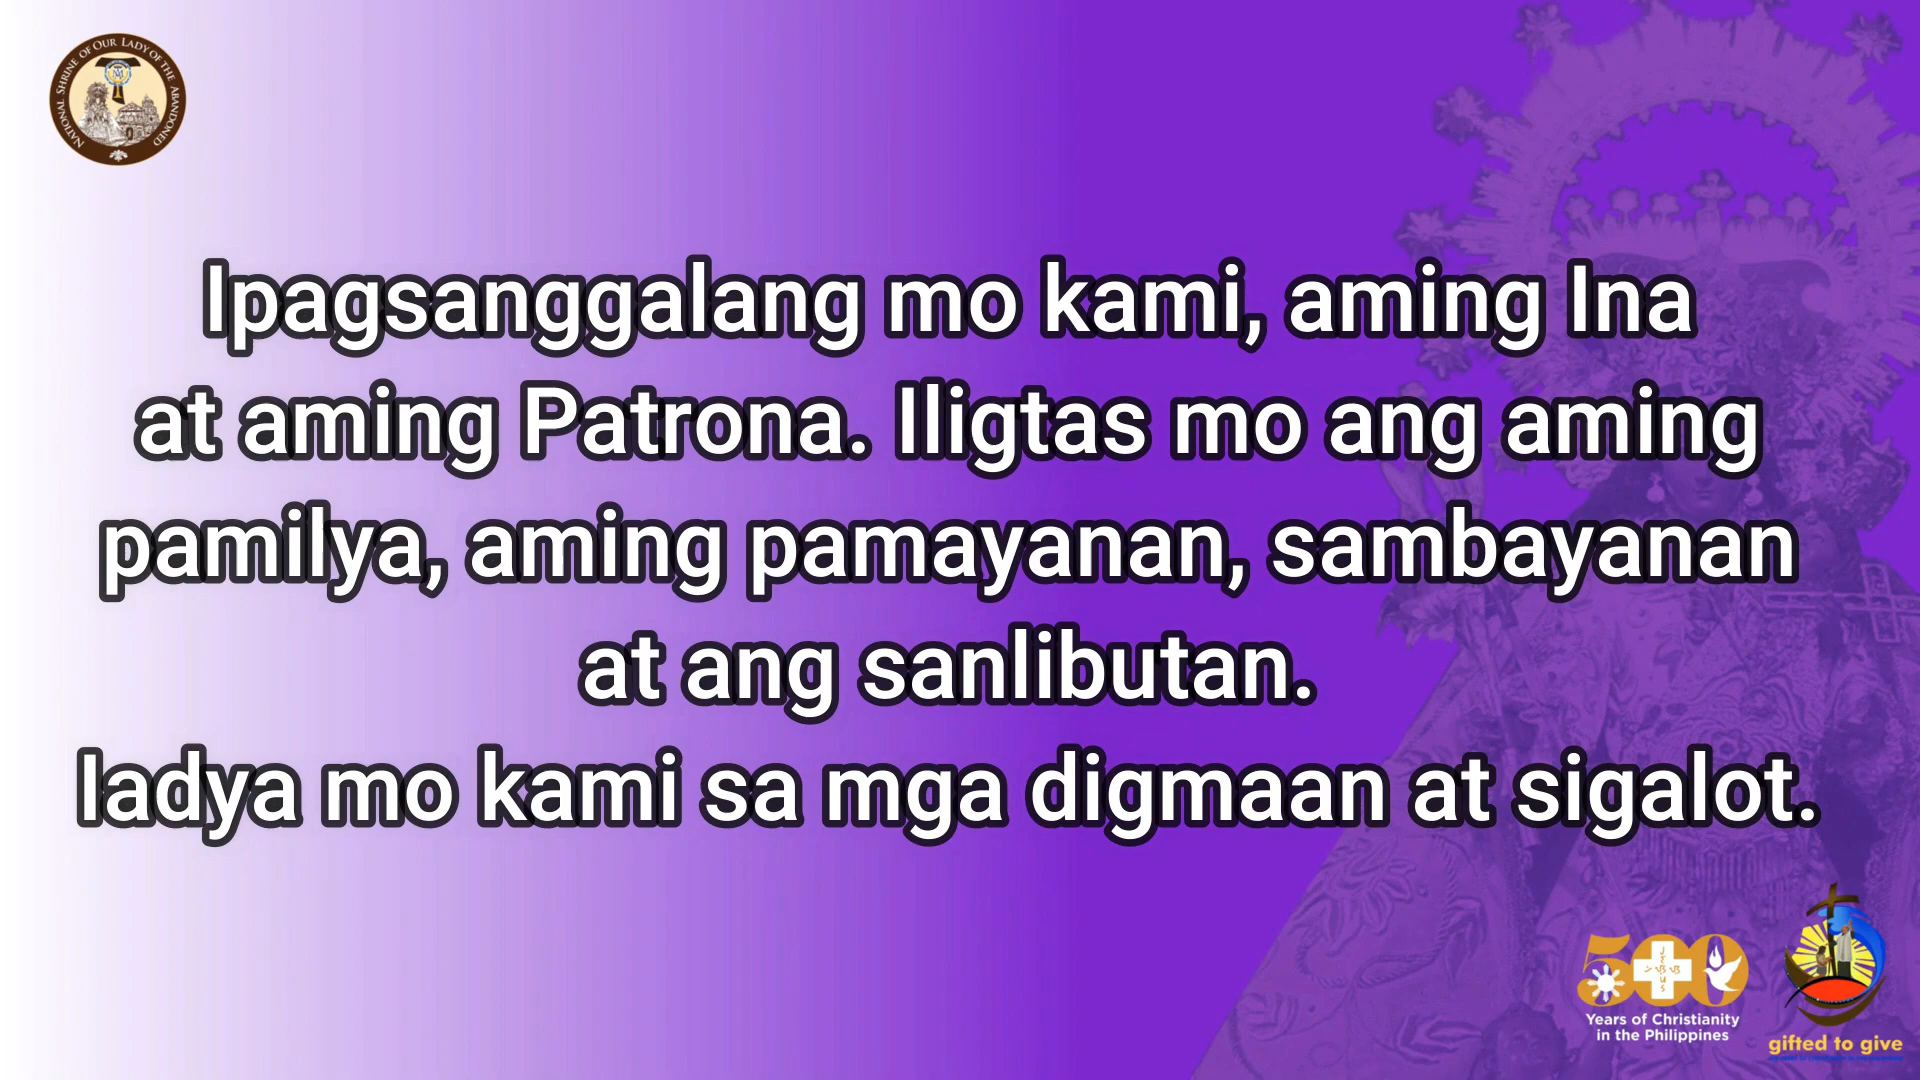 NATIONAL SHRINE OF OUR LADY OF THE ABANDONED
Ipagsanggalang mo kami, aming Ina
at aming Patrona. Iligtas mo ang aming
pamilya, aming pamayanan, sambayanan
at ang sanlibutan.
Iadya mo kami sa mga digmaan at sigalot.
500
Years of Christianity
in the Philippines
gifted to give